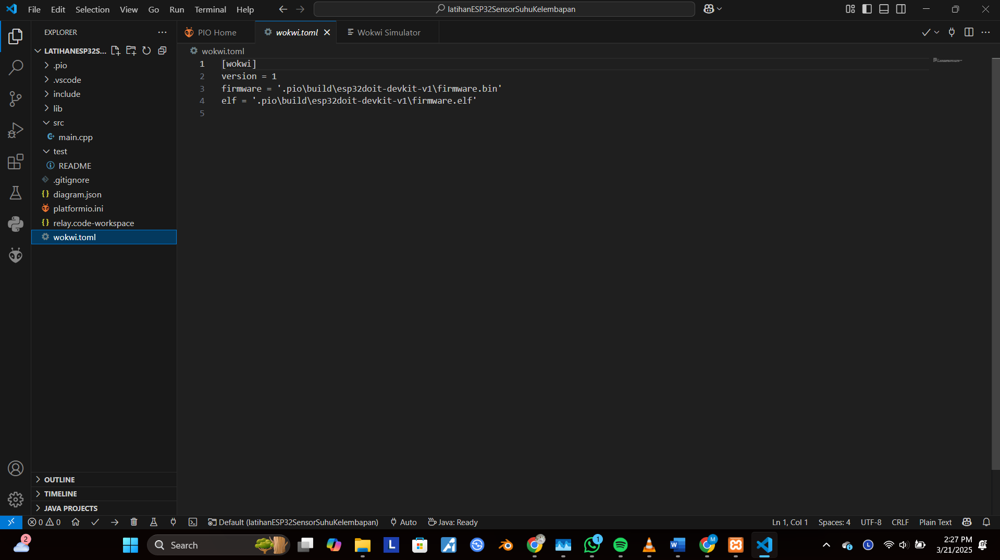 File Edit Selection View Go Run Terminal Help
latihanESP32SensorSuhuKelembapan
EXPLORER
PIO Home
wokwi.toml
Wokwi Simulator
LATIHANESP32S...
wokwi.toml
.pio
.vscode
include
lib
src
main.cpp
test
README
.gitignore
diagram.json
platformio.ini
relay.code-workspace
wokwi.toml
1 [wokwi]
2 version = 1
3 firmware = '.pio\build\esp32doit-devkit-v1\firmware.bin'
4 elf = '.pio\build\esp32doit-devkit-v1\firmware.elf'
5
OUTLINE
TIMELINE
JAVA PROJECTS
0 0 Default (latihanESP32SensorSuhuKelembapan) Auto Java: Ready Ln 1, Col 1 Spaces: 4 UTF-8 CRLF Plain Text
2
Search
1
M
2:27 PM
3/21/2025